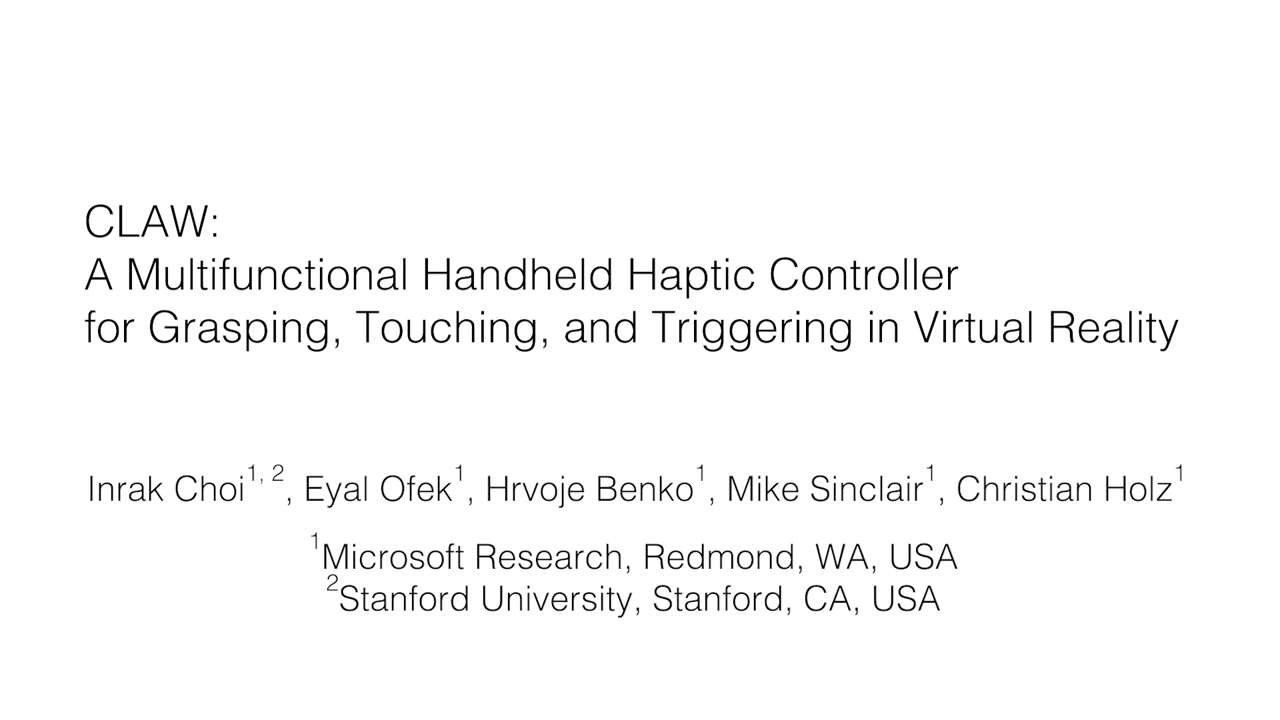 CLAW:
A Multifunctional Handheld Haptic Controller
for Grasping, Touching, and Triggering in Virtual Reality
Inrak Choi1, 2, Eyal Ofek1, Hrvoje Benko1, Mike Sinclair1, Christian Holz1
1Microsoft Research, Redmond, WA, USA
2Stanford University, Stanford, CA, USA